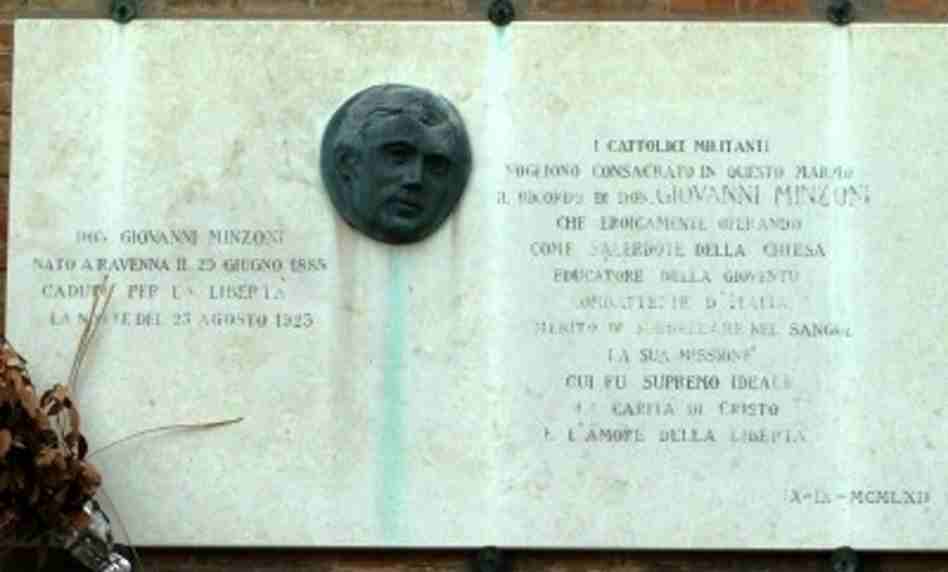 DON GIOVANNI MINZONI
NATO A RAVENNA IL 29 GIUGNO 1885
CADUTO PER LA LIBERTÀ
LA NOTTE DEL 23 AGOSTO 1923
I CATTOLICI MILITANTI
VOGLIONO CONSACRATO IN QUESTO MARMO
IL RICORDO DI DON GIOVANNI MINZONI
CHE EROICAMENTE OPERANDO
COME SACERDOTE DELLA CHIESA
EDUCATORE DELLA GIOVENTÙ
COMBATTENTE D'ITALIA
MERITÒ DI SUGGELLARE NEL SANGUE
LA SUA MISSIONE
CUI FU SUPREMO IDEALE
LA CARITÀ DI CRISTO
E L'AMORE DELLA LIBERTÀ
X-IX-MCMLXII